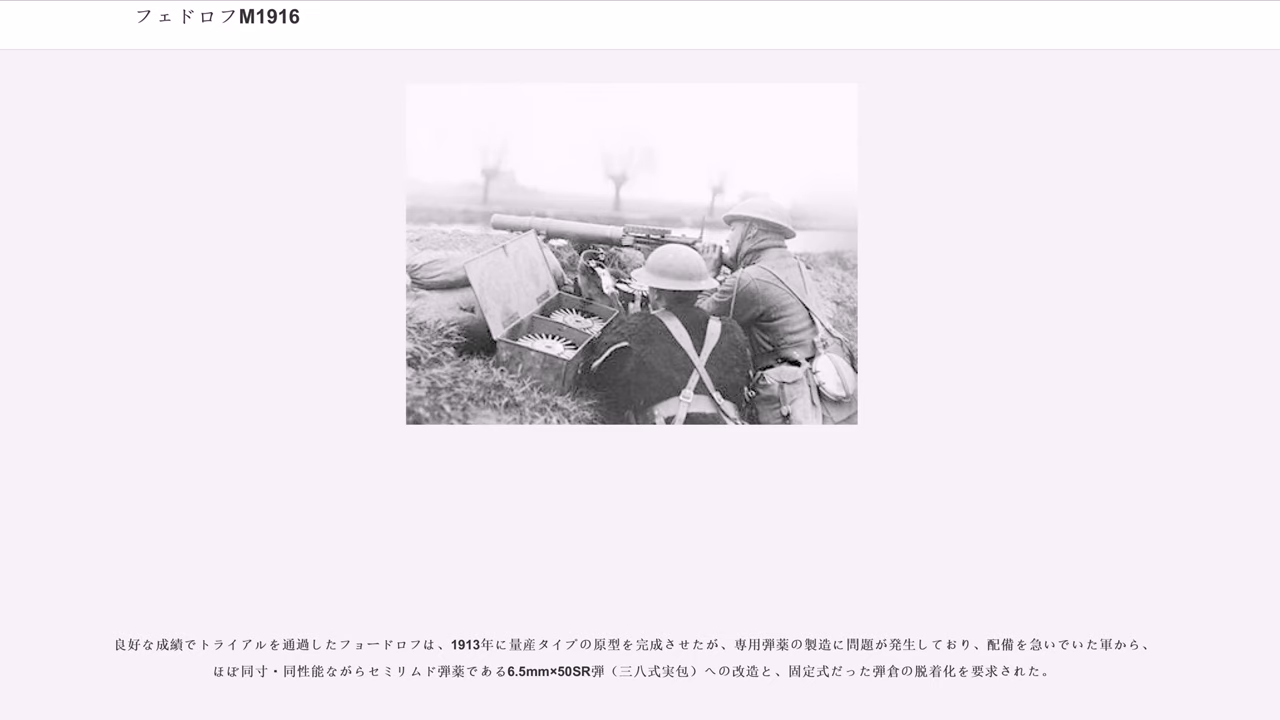 フェドロフM1916
良好な成績でトライアルを通過したフョードロフは、1913年に量産タイプの原型を完成させたが、専用弾薬の製造に問題が発生しており、配備を急いでいた軍から、
ほぼ同寸・同性能ながらセミリムド弾薬である6.5mm×50SR弾（三八式実包）への改造と、固定式だった弾倉の脱着化を要求された。